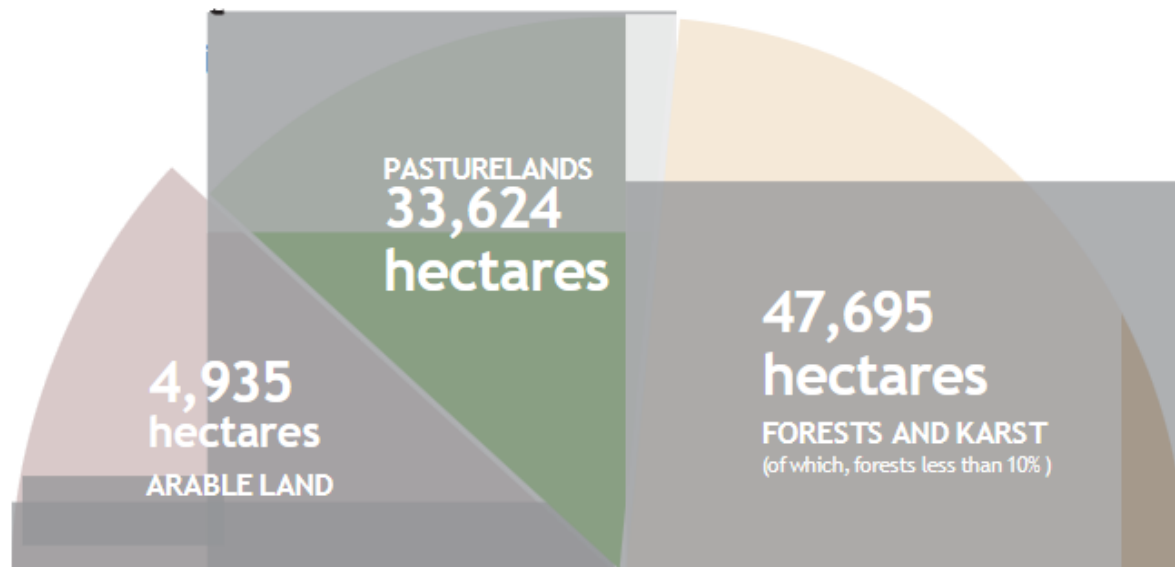 PASTURELANDS
33,624
hectares
47,695
hectares
FORESTS AND KARST
(of which, forests less than 10% )
4,935
hectares
ARABLE LAND